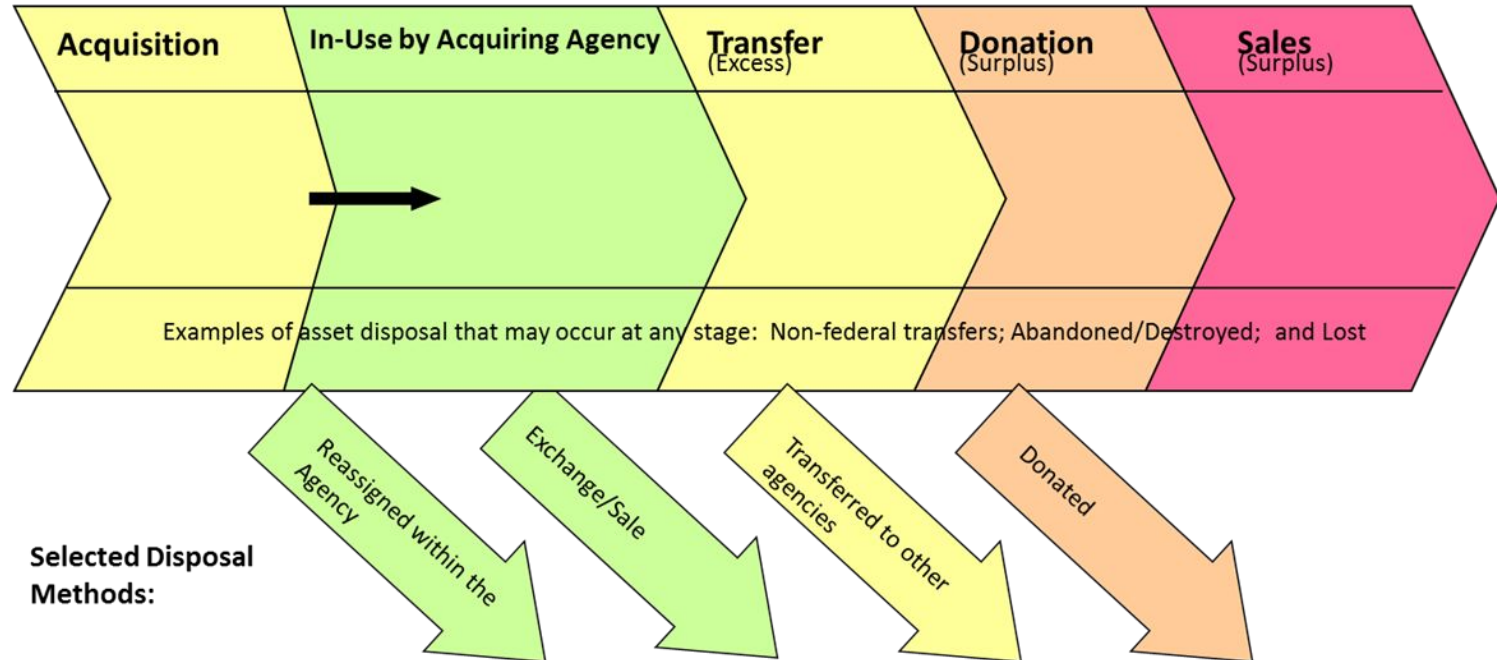 Acquisition
In-Use by Acquiring Agency
Transfer
(Excess)
Donation
(Surplus)
Sales
(Surplus)
Examples of asset disposal that may occur at any stage:  Non-federal transfers; Abandoned/Destroyed;  and Lost
Reassigned within the
Agency
Exchange/Sale
Transferred to other
agencies
Donated
Selected Disposal
Methods: